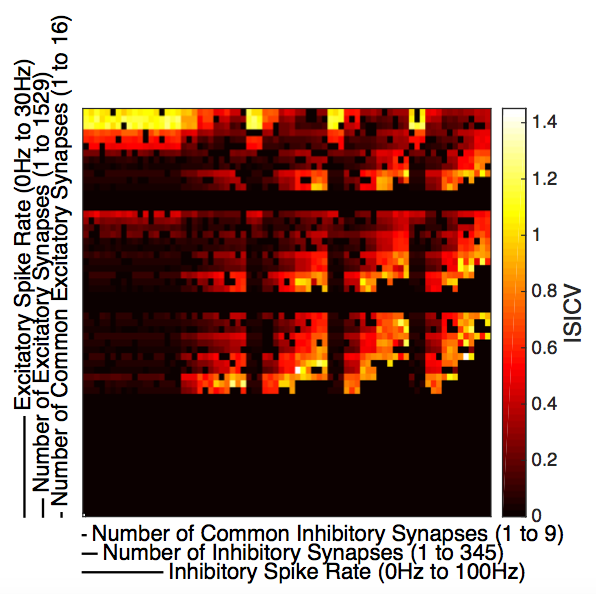 Excitatory Spike Rate (0Hz to 30Hz)
Number of Excitatory Synapses (1 to 1529)
Number of Common Excitatory Synapses (1 to 16)
1.4
1.2
1
0.8
0.6
0.4
0.2
0
ISICV
Number of Common Inhibitory Synapses (1 to 9)
Number of Inhibitory Synapses (1 to 345)
Inhibitory Spike Rate (0Hz to 100Hz)